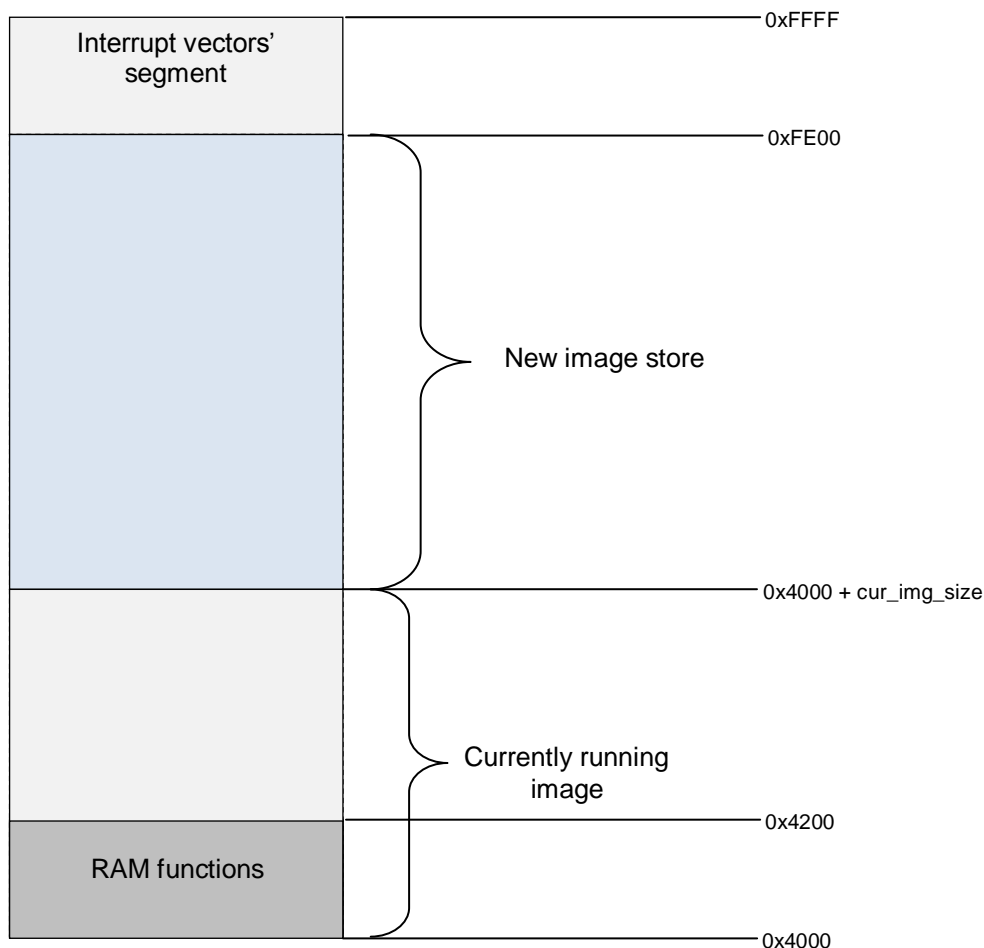 0xFFFF
Interrupt vectors’
segment
0xFE00
New image store
0x4000 + cur_img_size
Currently running
image
0x4200
RAM functions
0x4000